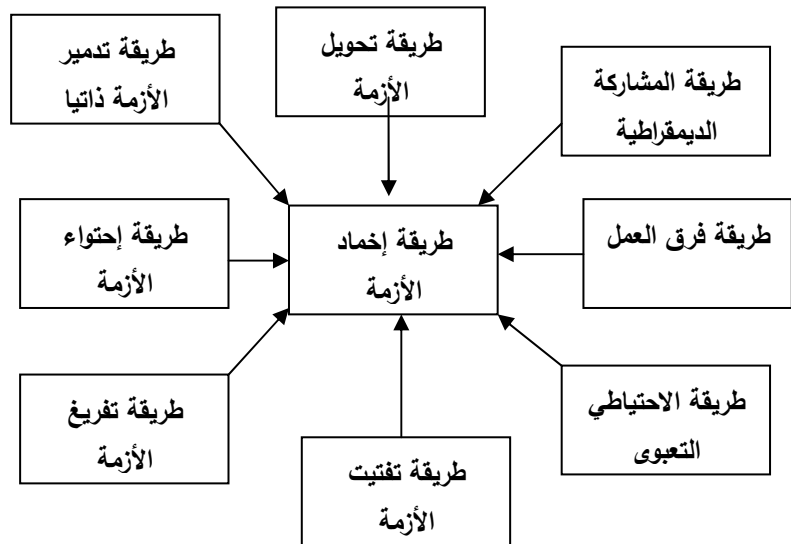 طريقة تحويل
الأزمة
طريقة تدمير
الأزمة ذاتيا
طريقة المشاركة
الديمقراطية
طريقة فرق العمل
طريقة إخماد
الأزمة
طريقة إحتواء
الأزمة
طريقة الاحتياطي
التعبوى
طريقة تفريغ
الأزمة
طريقة تفتيت
الأزمة